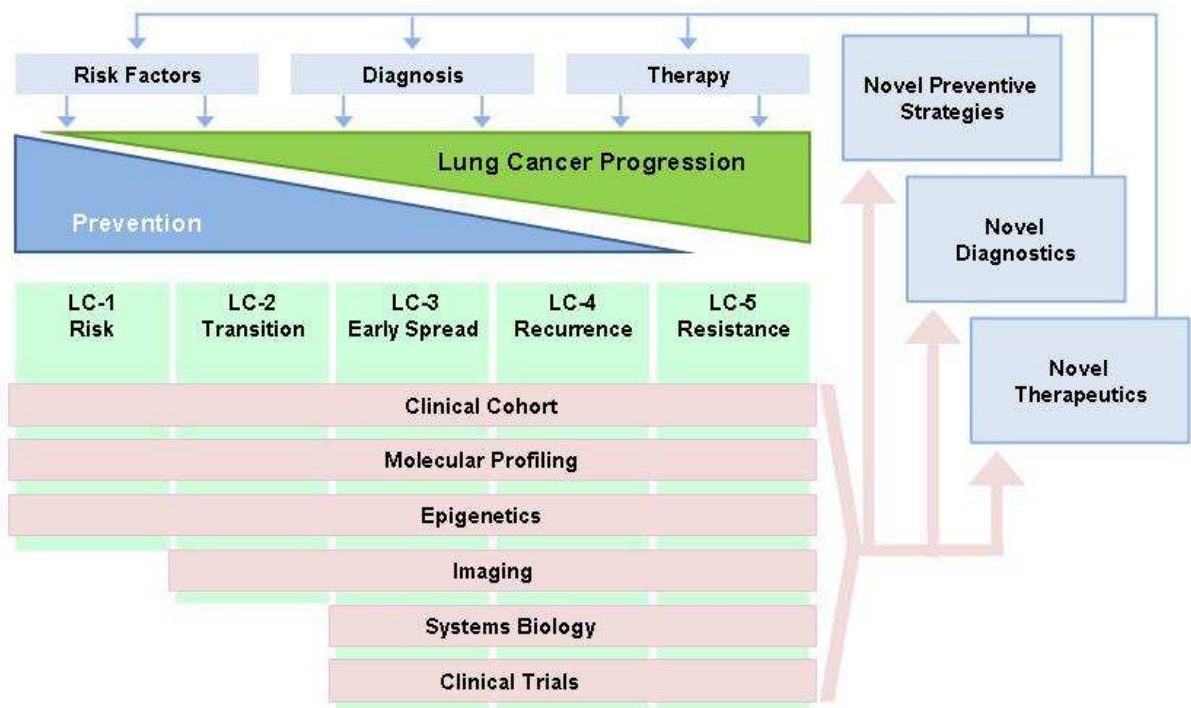 Risk Factors
Diagnosis
Therapy
Novel Preventive
Strategies
Lung Cancer Progression
Prevention
Novel
Diagnostics
LC-1
Risk
LC-2
Transition
LC-3
Early Spread
LC-4
Recurrence
LC-5
Resistance
Novel
Therapeutics
Clinical Cohort
Molecular Profiling
Epigenetics
Imaging
Systems Biology
Clinical Trials